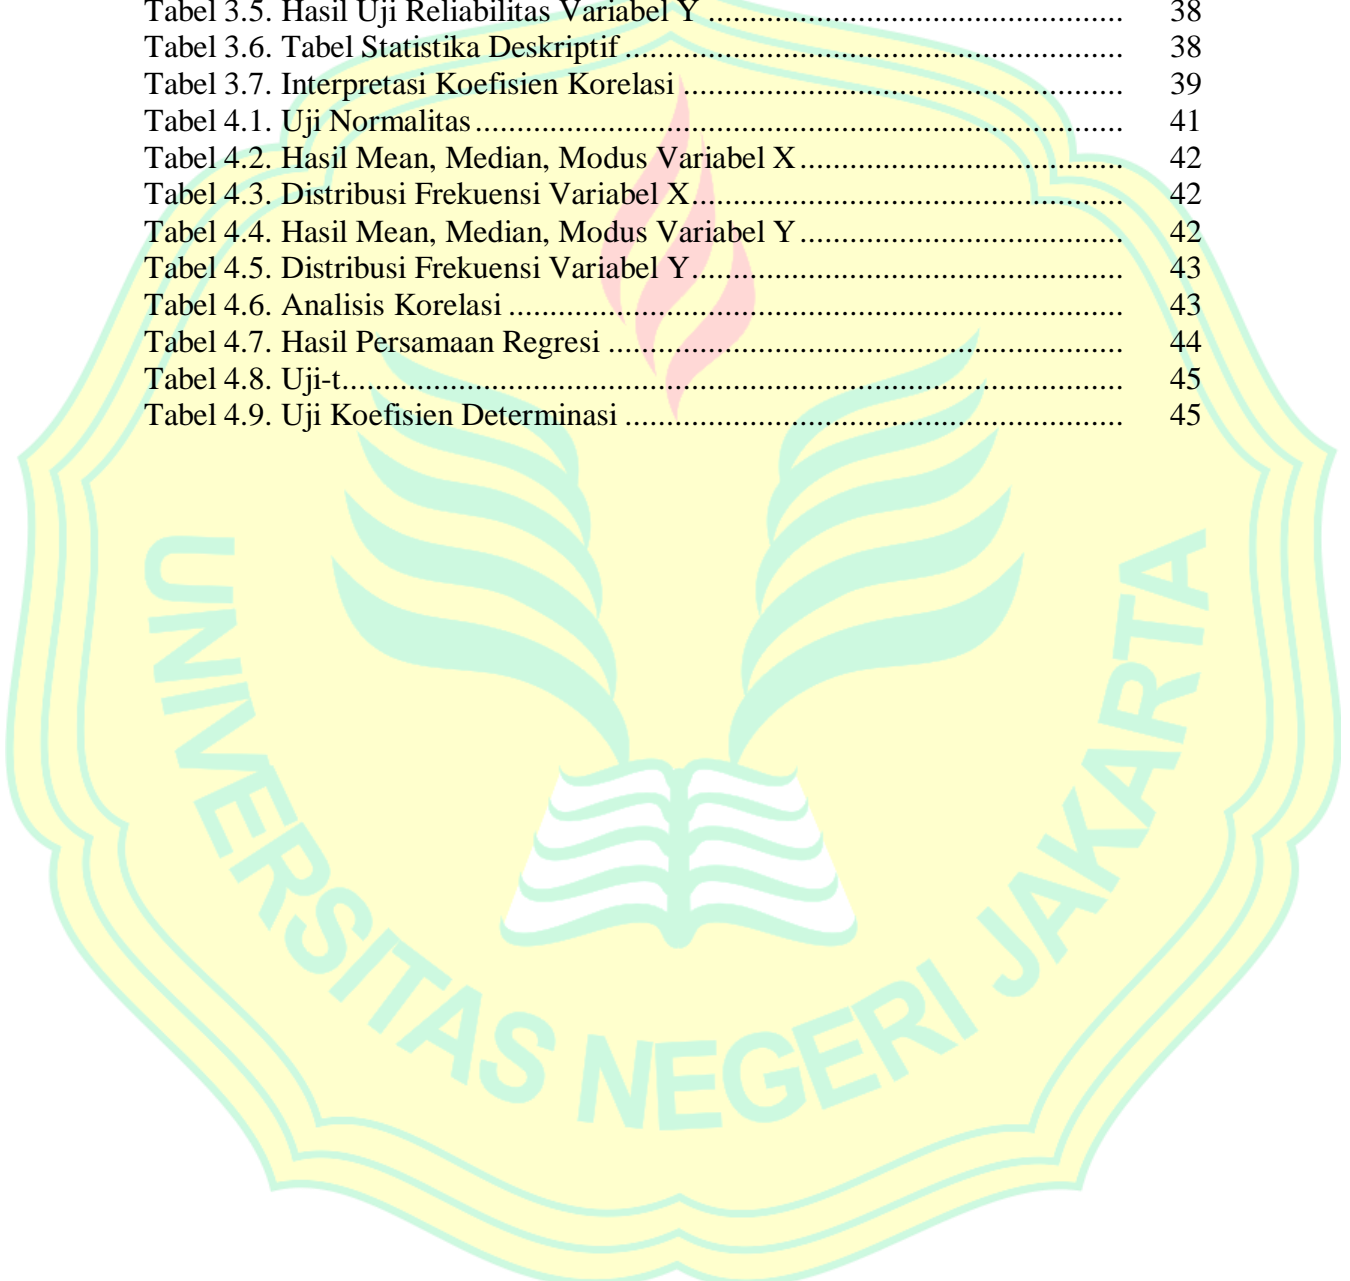 Tabel 3.5. Hasil Uji Reliabilitas Variabel Y .................................................. 38
Tabel 3.6. Tabel Statistika Deskriptif ............................................................ 38
Tabel 3.7. Interpretasi Koefisien Korelasi ..................................................... 39
Tabel 4.1. Uji Normalitas .............................................................................. 41
Tabel 4.2. Hasil Mean, Median, Modus Variabel X ....................................... 42
Tabel 4.3. Distribusi Frekuensi Variabel X .................................................... 42
Tabel 4.4. Hasil Mean, Median, Modus Variabel Y ....................................... 42
Tabel 4.5. Distribusi Frekuensi Variabel Y .................................................... 43
Tabel 4.6. Analisis Korelasi .......................................................................... 43
Tabel 4.7. Hasil Persamaan Regresi .............................................................. 44
Tabel 4.8. Uji-t .............................................................................................. 45
Tabel 4.9. Uji Koefisien Determinasi ............................................................ 45
UNIVERSITAS NEGERI JAKARTA